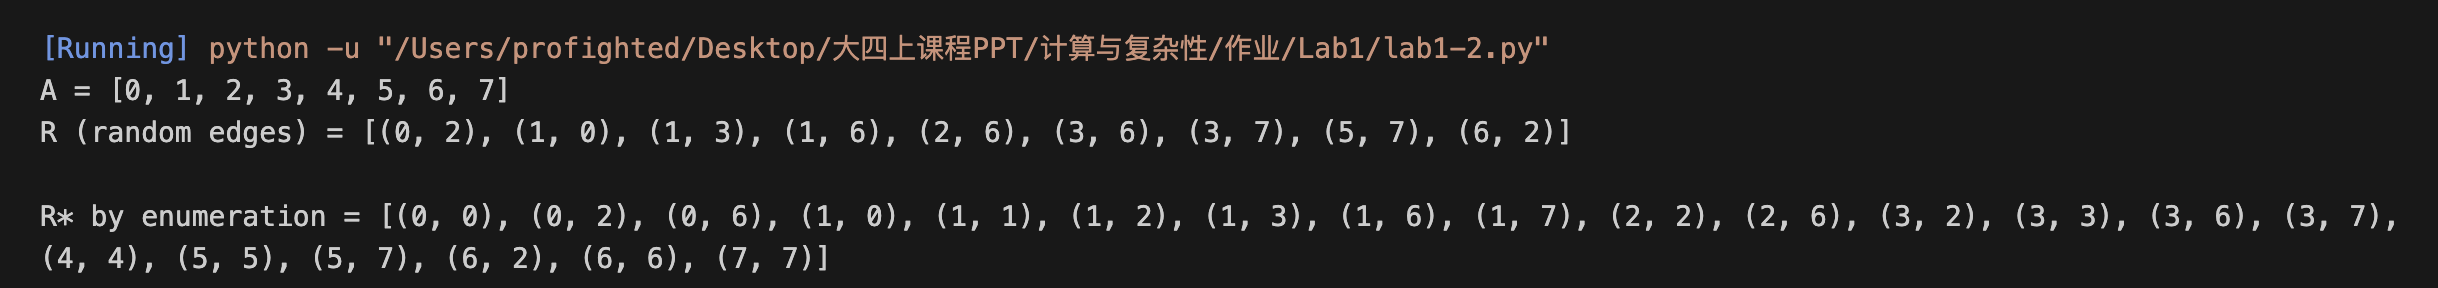 [Running] python -u "/Users/profighted/Desktop/大四上课程PPT/计算与复杂性/作业/Lab1/lab1-2.py"
A = [0, 1, 2, 3, 4, 5, 6, 7]
R (random edges) = [(0, 2), (1, 0), (1, 3), (1, 6), (2, 6), (3, 6), (3, 7), (5, 7), (6, 2)]
R* by enumeration = [(0, 0), (0, 2), (0, 6), (1, 0), (1, 1), (1, 2), (1, 3), (1, 6), (1, 7), (2, 2), (2, 6), (3, 2), (3, 3), (3, 6), (3, 7),
(4, 4), (5, 5), (5, 7), (6, 2), (6, 6), (7, 7)]